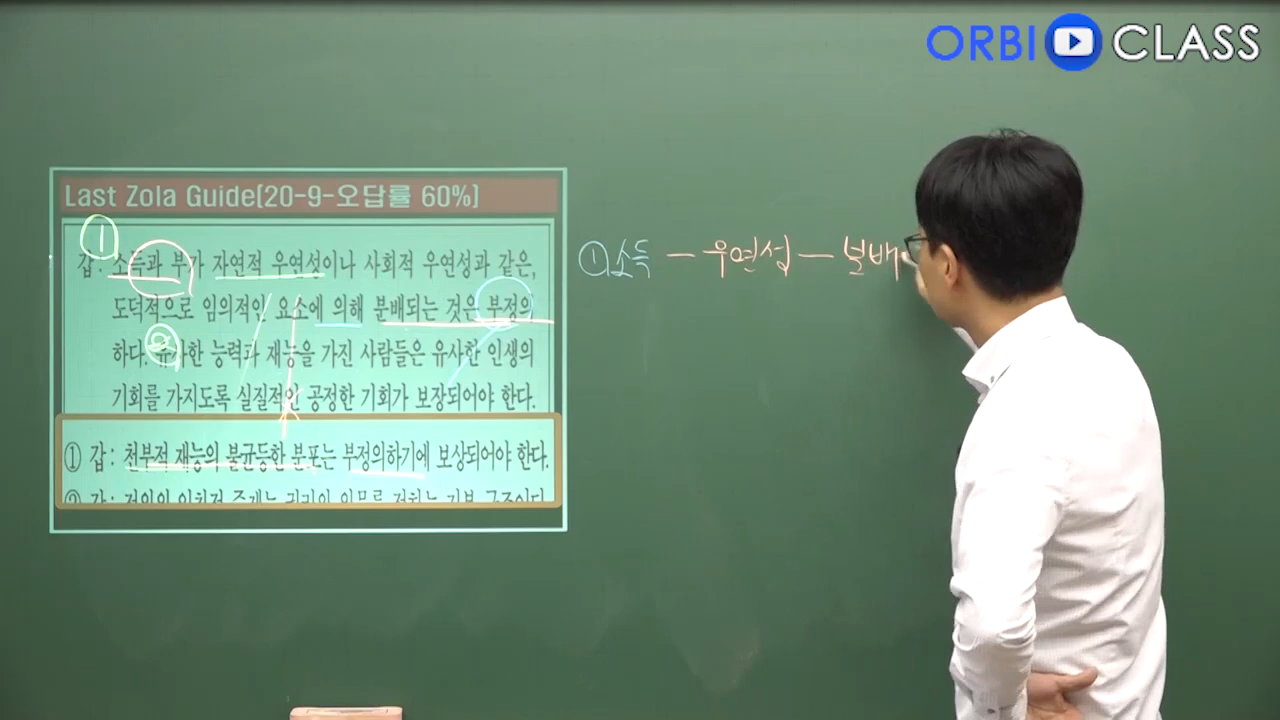 ORBI CLASS
Last Zola Guide(20-9-오답률 60%)
①
갑: 소득과 부가 자연적 우연성이나 사회적 우연성과 같은,
도덕적으로 임의적인 요소에 의해 분배되는 것은 부정의
②
하다. 유사한 능력과 재능을 가진 사람들은 유사한 인생의
기회를 가지도록 실질적인 공정한 기회가 보장되어야 한다.
① 갑: 천부적 재능의 불균등한 분포는 부정의하기에 보상되어야 한다.
① 소득 — 우연성 — 분배